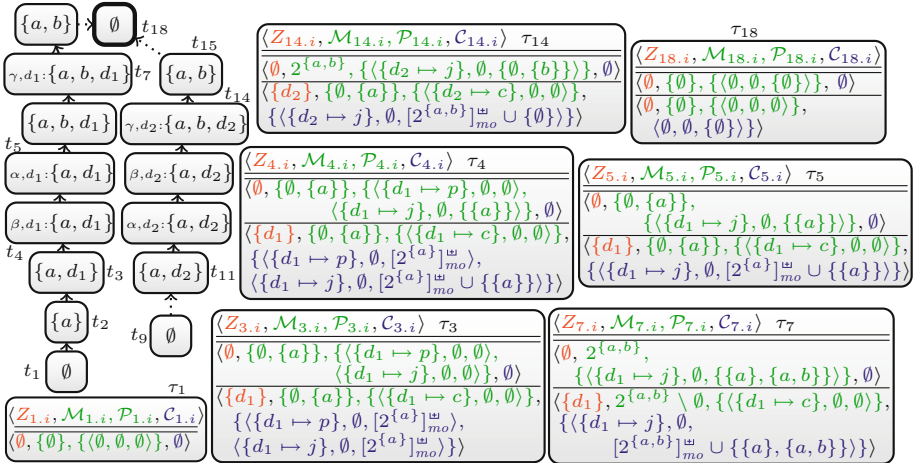 {a, b}
∅
t18
t15
γ,d1:{a, b, d1}
t7
{a, b}
t14
{a, b, d1}
γ,d2:{a, b, d2}
t5
α,d1:{a, d1}
β,d2:{a, d2}
β,d1:{a, d1}
α,d2:{a, d2}
t4
{a, d1}
t3
{a, d2}
t11
{a}
t2
t9
∅
t1
∅
τ1
⟨Z1.i, M1.i, P1.i, C1.i⟩
⟨∅, {∅}, {⟨∅, ∅, ∅⟩}, ∅⟩
⟨Z14.i, M14.i, P14.i, C14.i⟩ τ14
⟨∅, 2^{a,b}, {⟨{d2 ↦ j}, ∅, {∅, {b}}⟩}, ∅⟩
⟨{d2}, {∅, {a}}, {⟨{d2 ↦ c}, ∅, ∅⟩},
{⟨{d2 ↦ j}, ∅, [2^{a,b}]^⊎_mo ∪ {∅}⟩}⟩
τ18
⟨Z18.i, M18.i, P18.i, C18.i⟩
⟨∅, {∅}, {⟨∅, ∅, {∅}⟩}, ∅⟩
⟨∅, {∅}, {⟨∅, ∅, ∅⟩},
⟨∅, ∅, {∅}⟩}⟩
⟨Z4.i, M4.i, P4.i, C4.i⟩ τ4
⟨∅, {∅, {a}}, {⟨{d1 ↦ p}, ∅, ∅⟩,
⟨{d1 ↦ j}, ∅, {{a}}⟩}, ∅⟩
⟨{d1}, {∅, {a}}, {⟨{d1 ↦ c}, ∅, ∅⟩},
{⟨{d1 ↦ p}, ∅, [2^{a}]^⊎_mo⟩,
⟨{d1 ↦ j}, ∅, [2^{a}]^⊎_mo ∪ {{a}}⟩}⟩
⟨Z5.i, M5.i, P5.i, C5.i⟩ τ5
⟨∅, {∅, {a}},
{⟨{d1 ↦ j}, ∅, {{a}}⟩}, ∅⟩
⟨{d1}, {∅, {a}}, {⟨{d1 ↦ c}, ∅, ∅⟩},
{⟨{d1 ↦ j}, ∅, [2^{a}]^⊎_mo ∪ {{a}}⟩}⟩
⟨Z3.i, M3.i, P3.i, C3.i⟩ τ3
⟨∅, {∅, {a}}, {⟨{d1 ↦ p}, ∅, ∅⟩,
⟨{d1 ↦ j}, ∅, ∅⟩}, ∅⟩
⟨{d1}, {∅, {a}}, {⟨{d1 ↦ c}, ∅, ∅⟩},
{⟨{d1 ↦ p}, ∅, [2^{a}]^⊎_mo⟩,
⟨{d1 ↦ j}, ∅, [2^{a}]^⊎_mo⟩}⟩
⟨Z7.i, M7.i, P7.i, C7.i⟩ τ7
⟨∅, 2^{a,b},
{⟨{d1 ↦ j}, ∅, {{a}, {a, b}}⟩}, ∅⟩
⟨{d1}, 2^{a,b} \ ∅, {⟨{d1 ↦ c}, ∅, ∅⟩},
{⟨{d1 ↦ j}, ∅,
[2^{a,b}]^⊎_mo ∪ {{a}, {a, b}}⟩}⟩